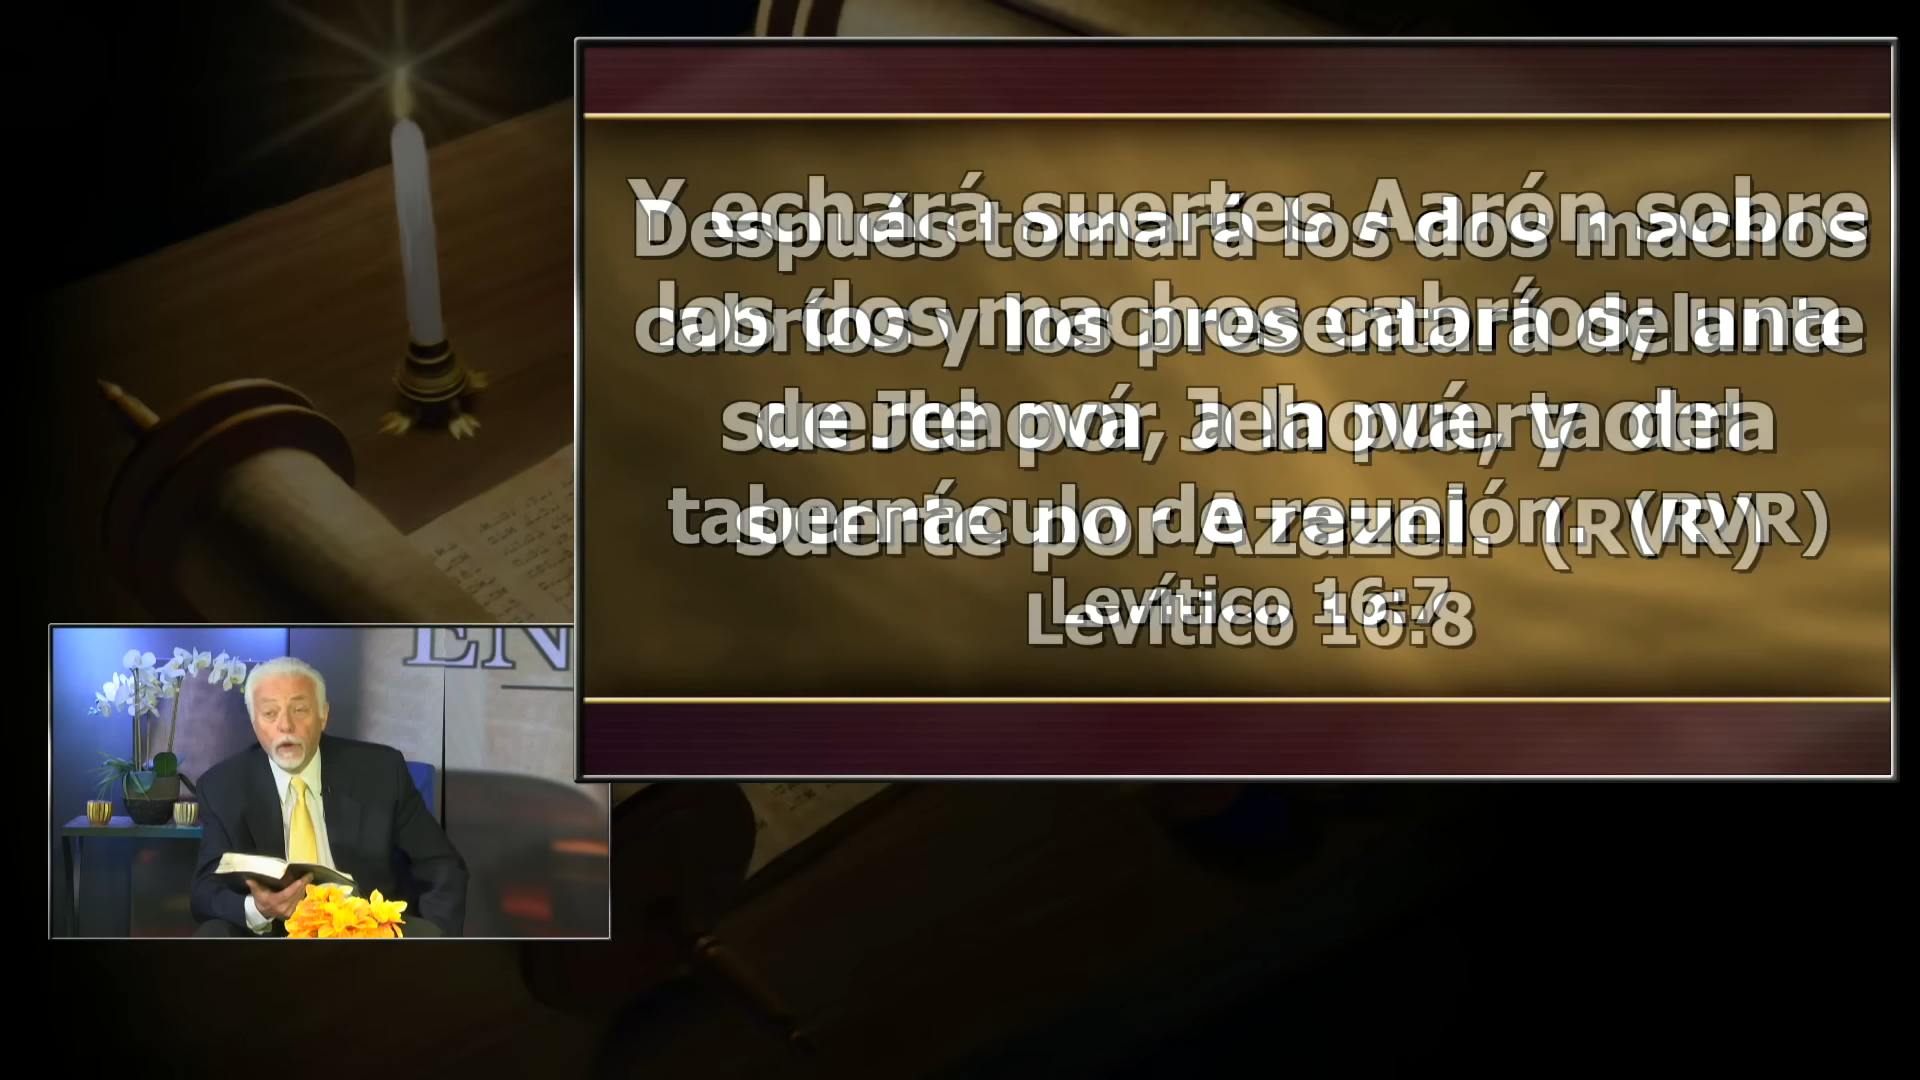 Después tomará los dos machos
cabríos y los presentará delante
de Jehová, a la puerta del
tabernáculo de reunión. (RVR)
Levítico 16:7
Y echará suertes Aarón sobre
los dos machos cabríos; una
suerte por Jehová, y otra
suerte por Azazel. (RVR)
Levítico 16:8
EN